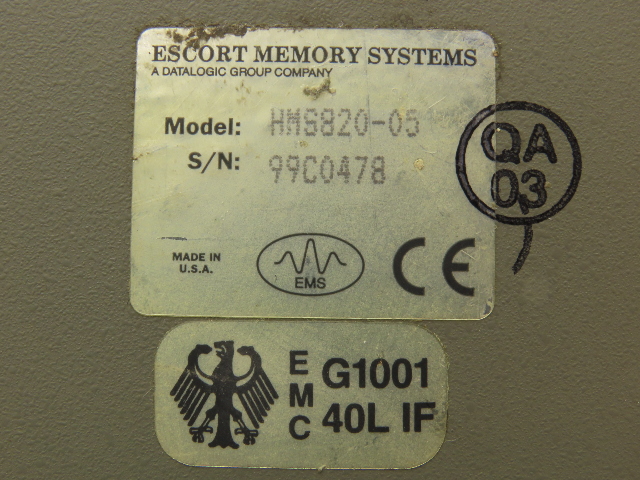 ESCORT MEMORY SYSTEMS
A DATALOGIC GROUP COMPANY
Model: HMS820-05
S/N: 99C0478
QA
03
MADE IN
U.S.A.
EMS
CE
EMC
G1001
40L IF